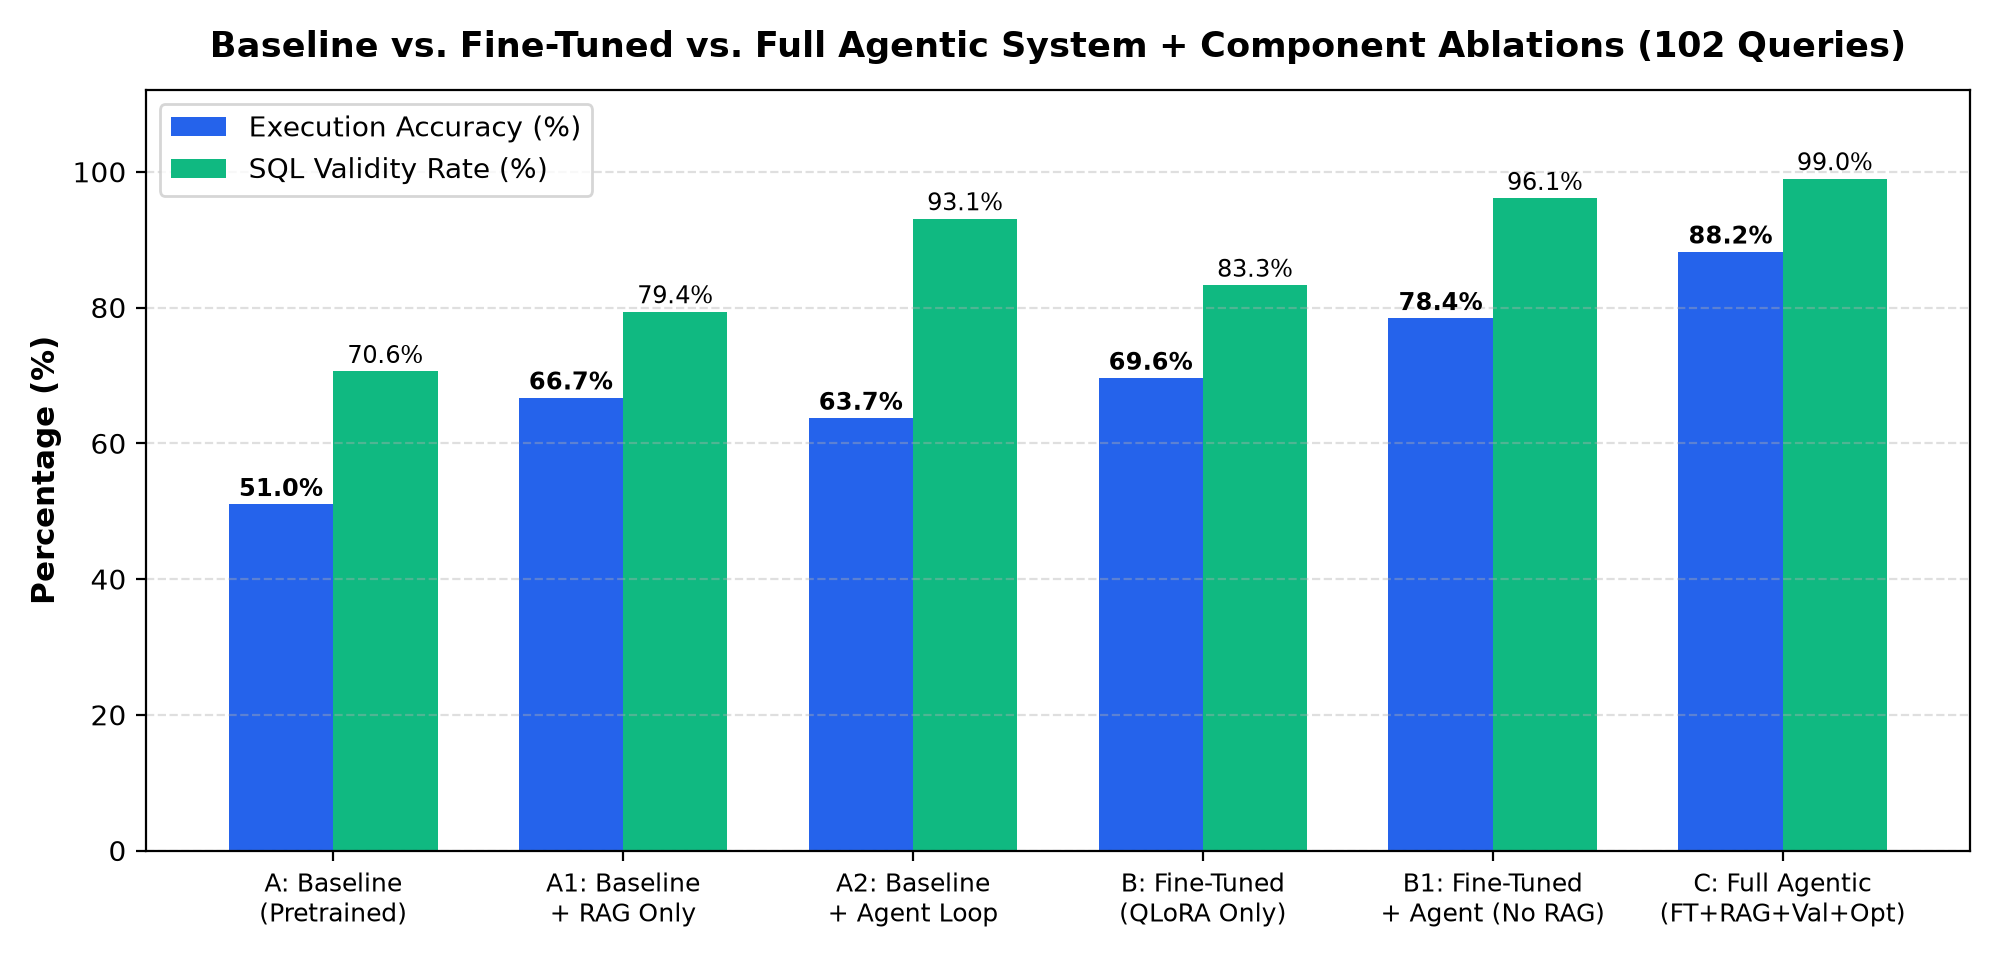 Baseline vs. Fine-Tuned vs. Full Agentic System + Component Ablations (102 Queries)
Execution Accuracy (%)
SQL Validity Rate (%)
Percentage (%)
100
80
60
40
20
0
51.0%
70.6%
66.7%
79.4%
63.7%
93.1%
69.6%
83.3%
78.4%
96.1%
88.2%
99.0%
A: Baseline
(Pretrained)
A1: Baseline
+ RAG Only
A2: Baseline
+ Agent Loop
B: Fine-Tuned
(QLoRA Only)
B1: Fine-Tuned
+ Agent (No RAG)
C: Full Agentic
(FT+RAG+Val+Opt)